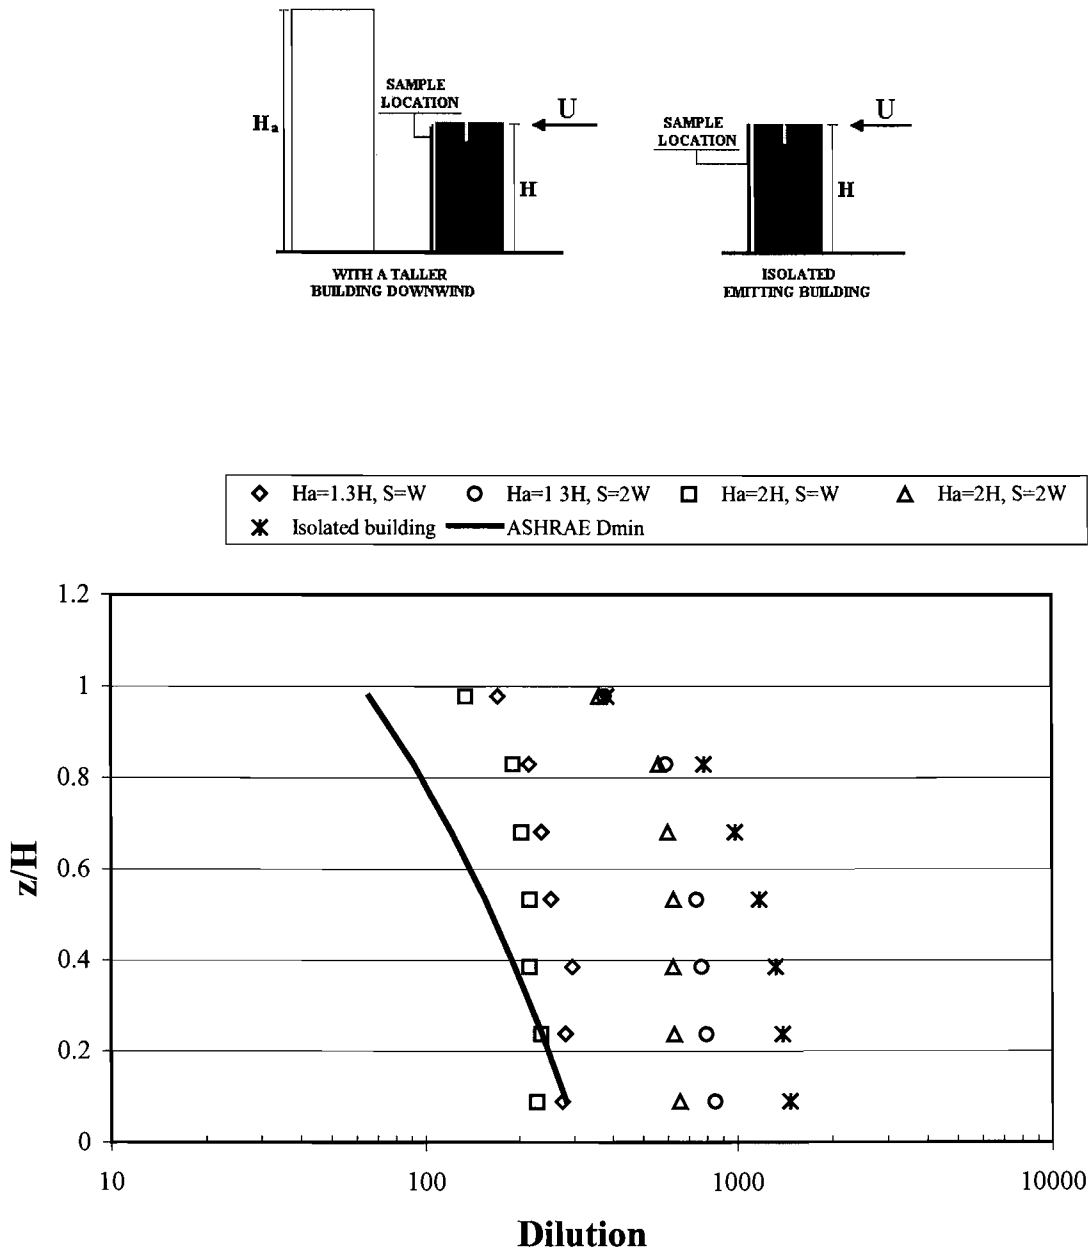 SAMPLE
LOCATION
U
Ha
H
WITH A TALLER
BUILDING DOWNWIND
SAMPLE
LOCATION
U
H
ISOLATED
EMITTING BUILDING
Ha=1.3H, S=W
Ha=1 3H, S=2W
Ha=2H, S=W
Ha=2H, S=2W
Isolated building
ASHRAE Dmin
1.2
1
0.8
0.6
0.4
0.2
0
z/H
10
100
1000
10000
Dilution